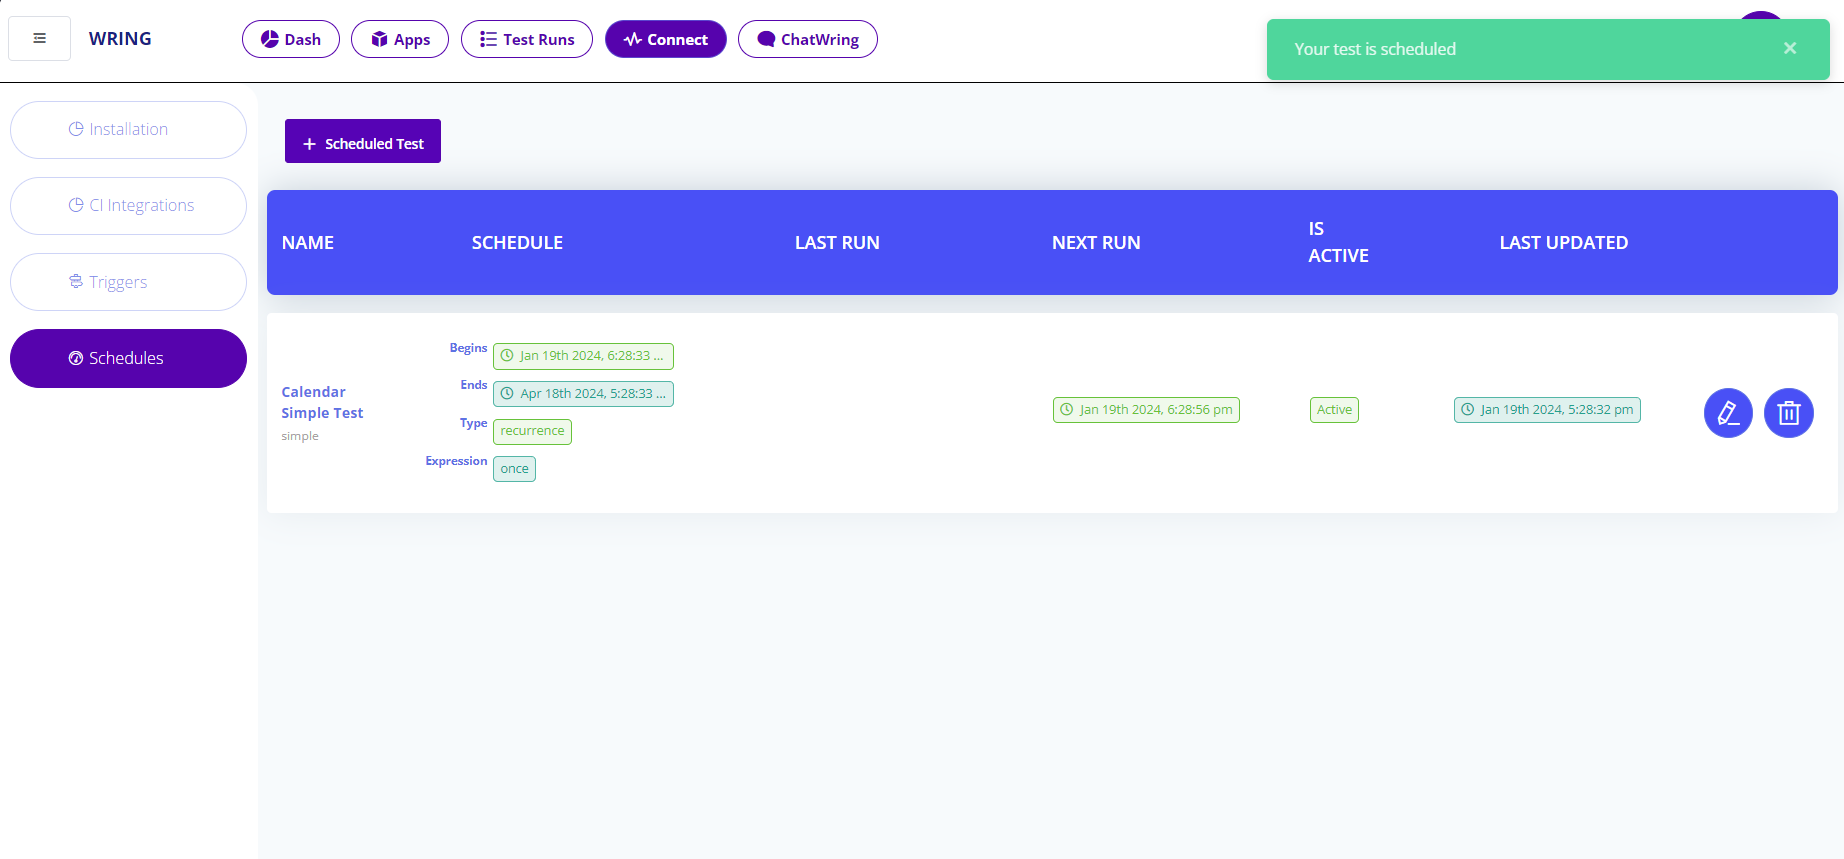 WRING
Dash
Apps
Test Runs
Connect
ChatWring
Your test is scheduled
Installation
CI Integrations
Triggers
Schedules
+ Scheduled Test
NAME
SCHEDULE
LAST RUN
NEXT RUN
IS
ACTIVE
LAST UPDATED
Calendar
Simple Test
simple
Begins Jan 19th 2024, 6:28:33 ...
Ends Apr 18th 2024, 5:28:33 ...
Type recurrence
Expression once
Jan 19th 2024, 6:28:56 pm
Active
Jan 19th 2024, 5:28:32 pm